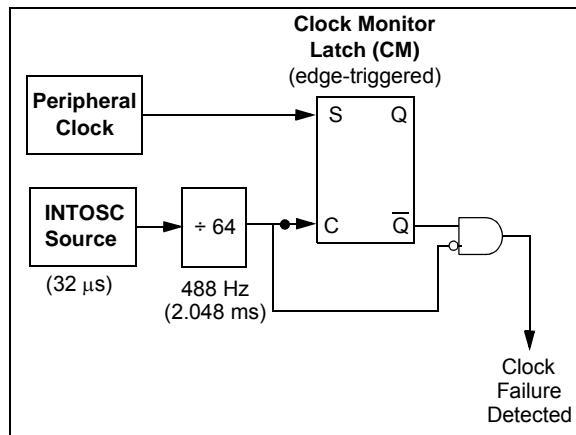 Clock Monitor
Latch (CM)
(edge-triggered)
Peripheral
Clock
S
Q
INTOSC
Source
÷ 64
C
Q̅
(32 μs)
488 Hz
(2.048 ms)
Clock
Failure
Detected